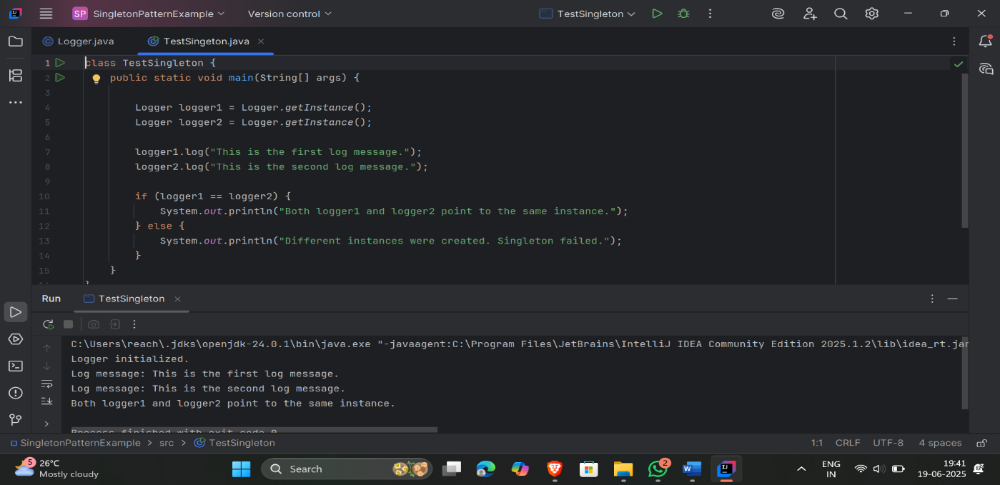 SP SingletonPatternExample Version control TestSingleton
Logger.java TestSingeton.java
1 class TestSingleton {
2 public static void main(String[] args) {
3
4 Logger logger1 = Logger.getInstance();
5 Logger logger2 = Logger.getInstance();
6
7 logger1.log("This is the first log message.");
8 logger2.log("This is the second log message.");
9
10 if (logger1 == logger2) {
11 System.out.println("Both logger1 and logger2 point to the same instance.");
12 } else {
13 System.out.println("Different instances were created. Singleton failed.");
14 }
15 }
Run TestSingleton
C:\Users\reach\.jdks\openjdk-24.0.1\bin\java.exe "-javaagent:C:\Program Files\JetBrains\IntelliJ IDEA Community Edition 2025.1.2\lib\idea_rt.jar
Logger initialized.
Log message: This is the first log message.
Log message: This is the second log message.
Both logger1 and logger2 point to the same instance.
Process finished with exit code 0
SingletonPatternExample > src > TestSingleton 1:1 CRLF UTF-8 4 spaces
5 26°C
Mostly cloudy
Search
2
ENG
IN
19:41
19-06-2025